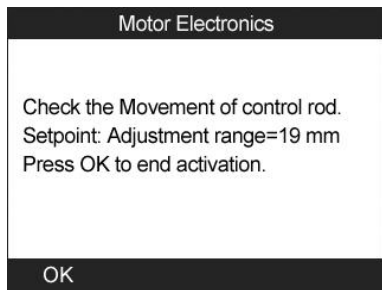 Motor Electronics
Check the Movement of control rod.
Setpoint: Adjustment range=19 mm
Press OK to end activation.
OK